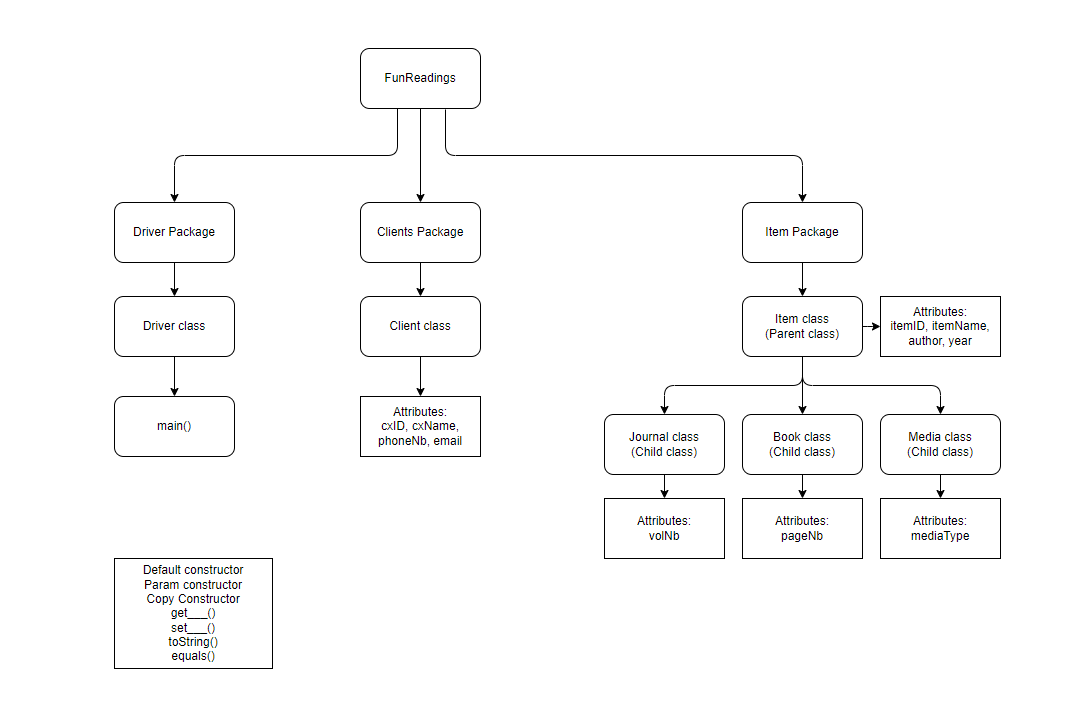 FunReadings
Driver Package
Clients Package
Item Package
Driver class
Client class
Item class
(Parent class)
Attributes:
itemID, itemName,
author, year
main()
Attributes:
cxID, cxName,
phoneNb, email
Journal class
(Child class)
Book class
(Child class)
Media class
(Child class)
Attributes:
volNb
Attributes:
pageNb
Attributes:
mediaType
Default constructor
Param constructor
Copy Constructor
get___()
set___()
toString()
equals()